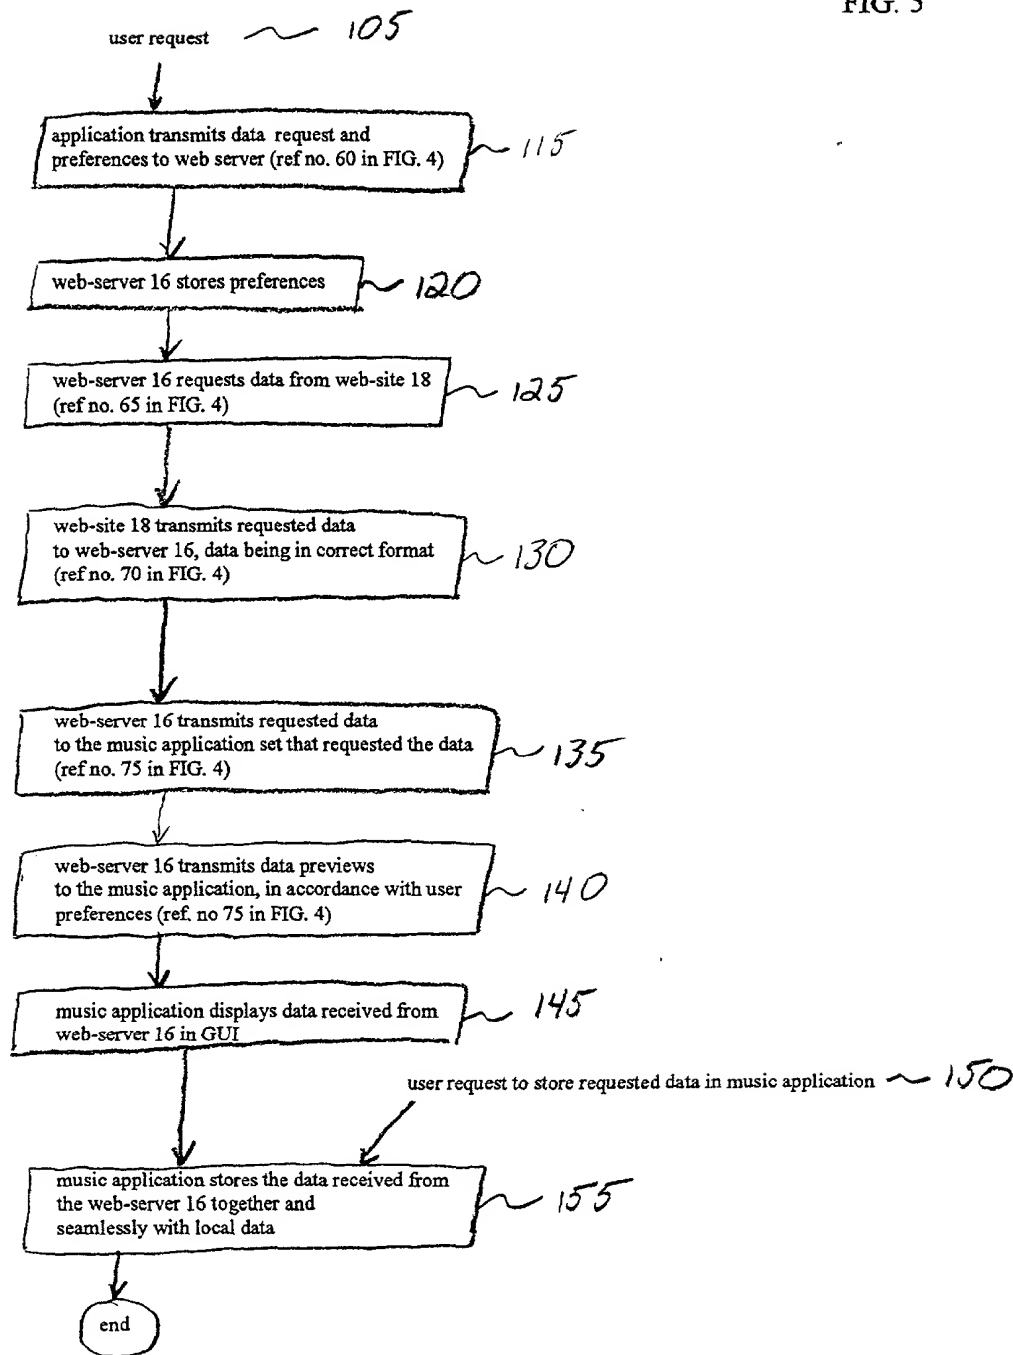 FIG. 5
user request 105
application transmits data request and
preferences to web server (ref no. 60 in FIG. 4) 115
web-server 16 stores preferences 120
web-server 16 requests data from web-site 18
(ref no. 65 in FIG. 4) 125
web-site 18 transmits requested data
to web-server 16, data being in correct format
(ref no. 70 in FIG. 4) 130
web-server 16 transmits requested data
to the music application set that requested the data
(ref no. 75 in FIG. 4) 135
web-server 16 transmits data previews
to the music application, in accordance with user
preferences (ref. no 75 in FIG. 4) 140
music application displays data received from
web-server 16 in GUI 145
user request to store requested data in music application 150
music application stores the data received from
the web-server 16 together and
seamlessly with local data 155
end